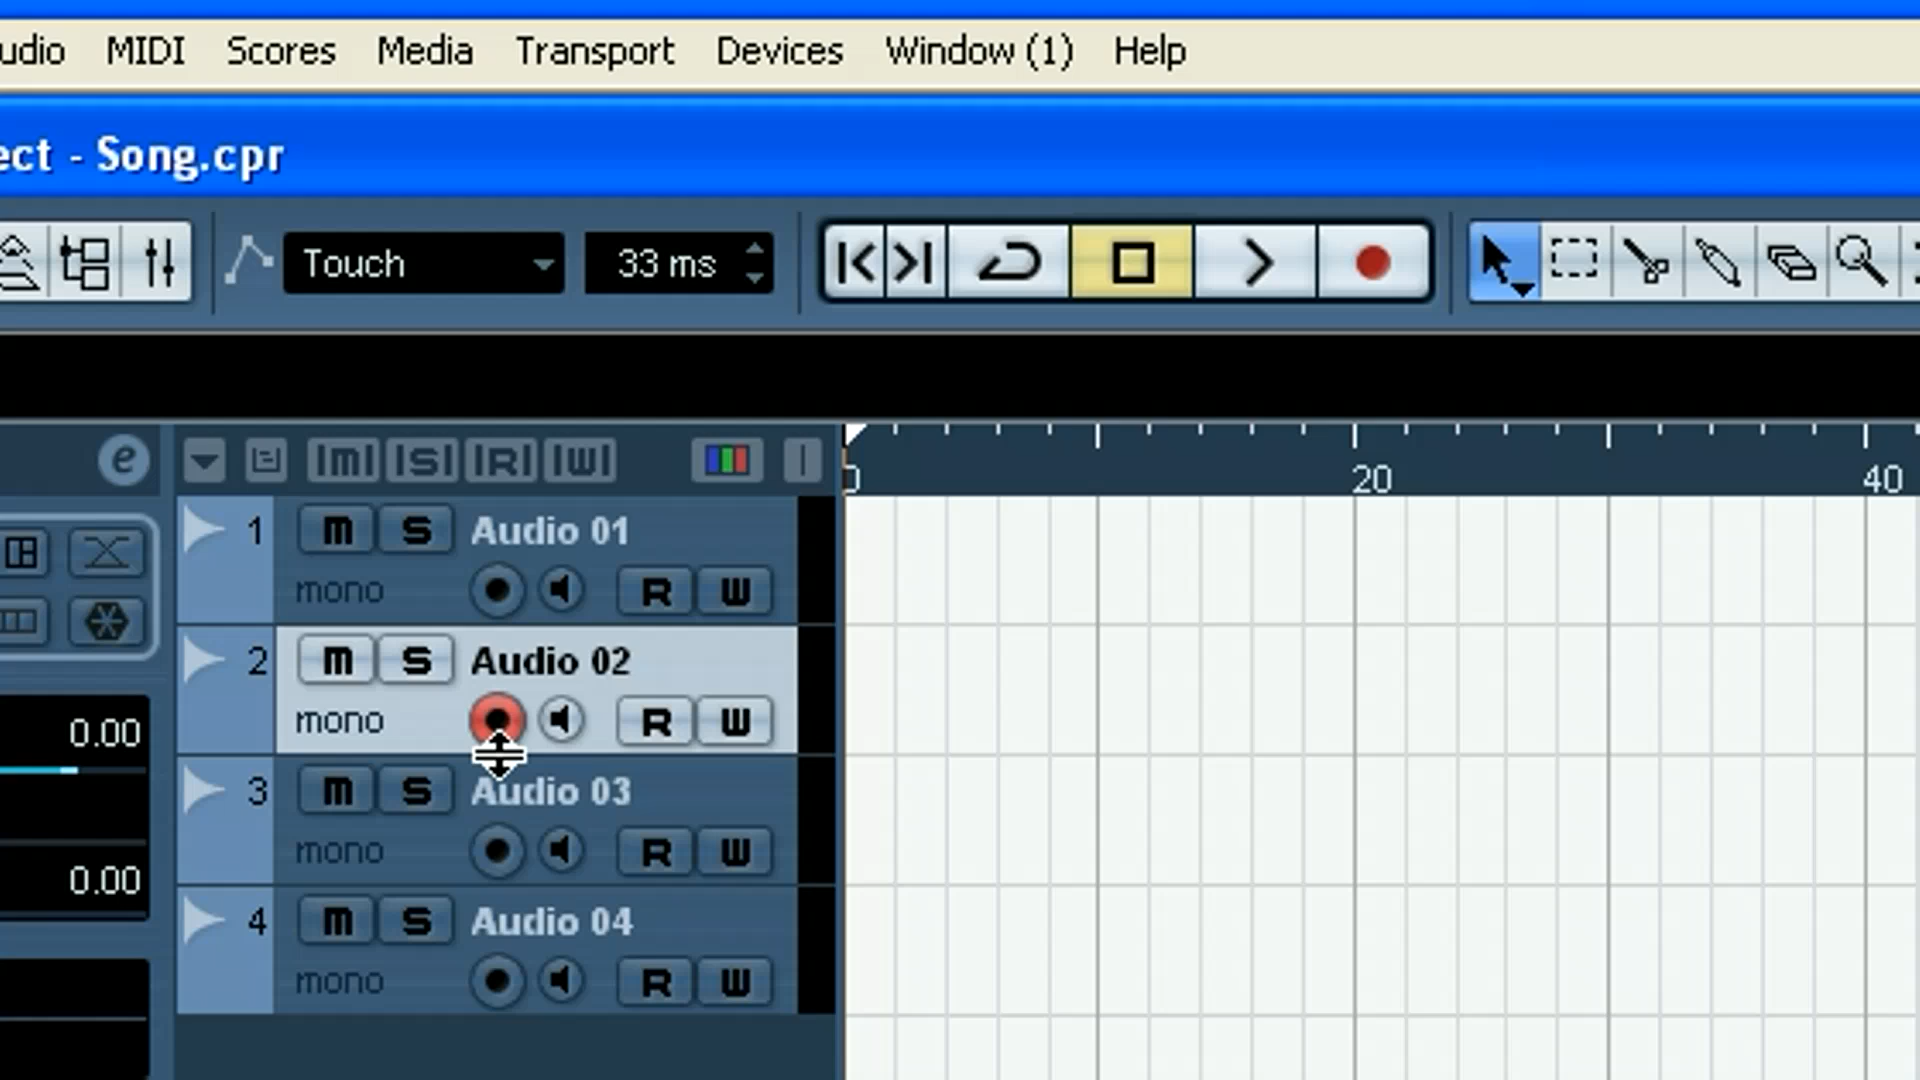 udio MIDI Scores Media Transport Devices Window (1) Help
ect - Song.cpr
Touch 33 ms
e |m| |S| |R| |W|
0 20 40
1 m S Audio 01
mono R W
2 m S Audio 02
mono R W
0.00
3 m S Audio 03
mono R W
0.00
4 m S Audio 04
mono R W